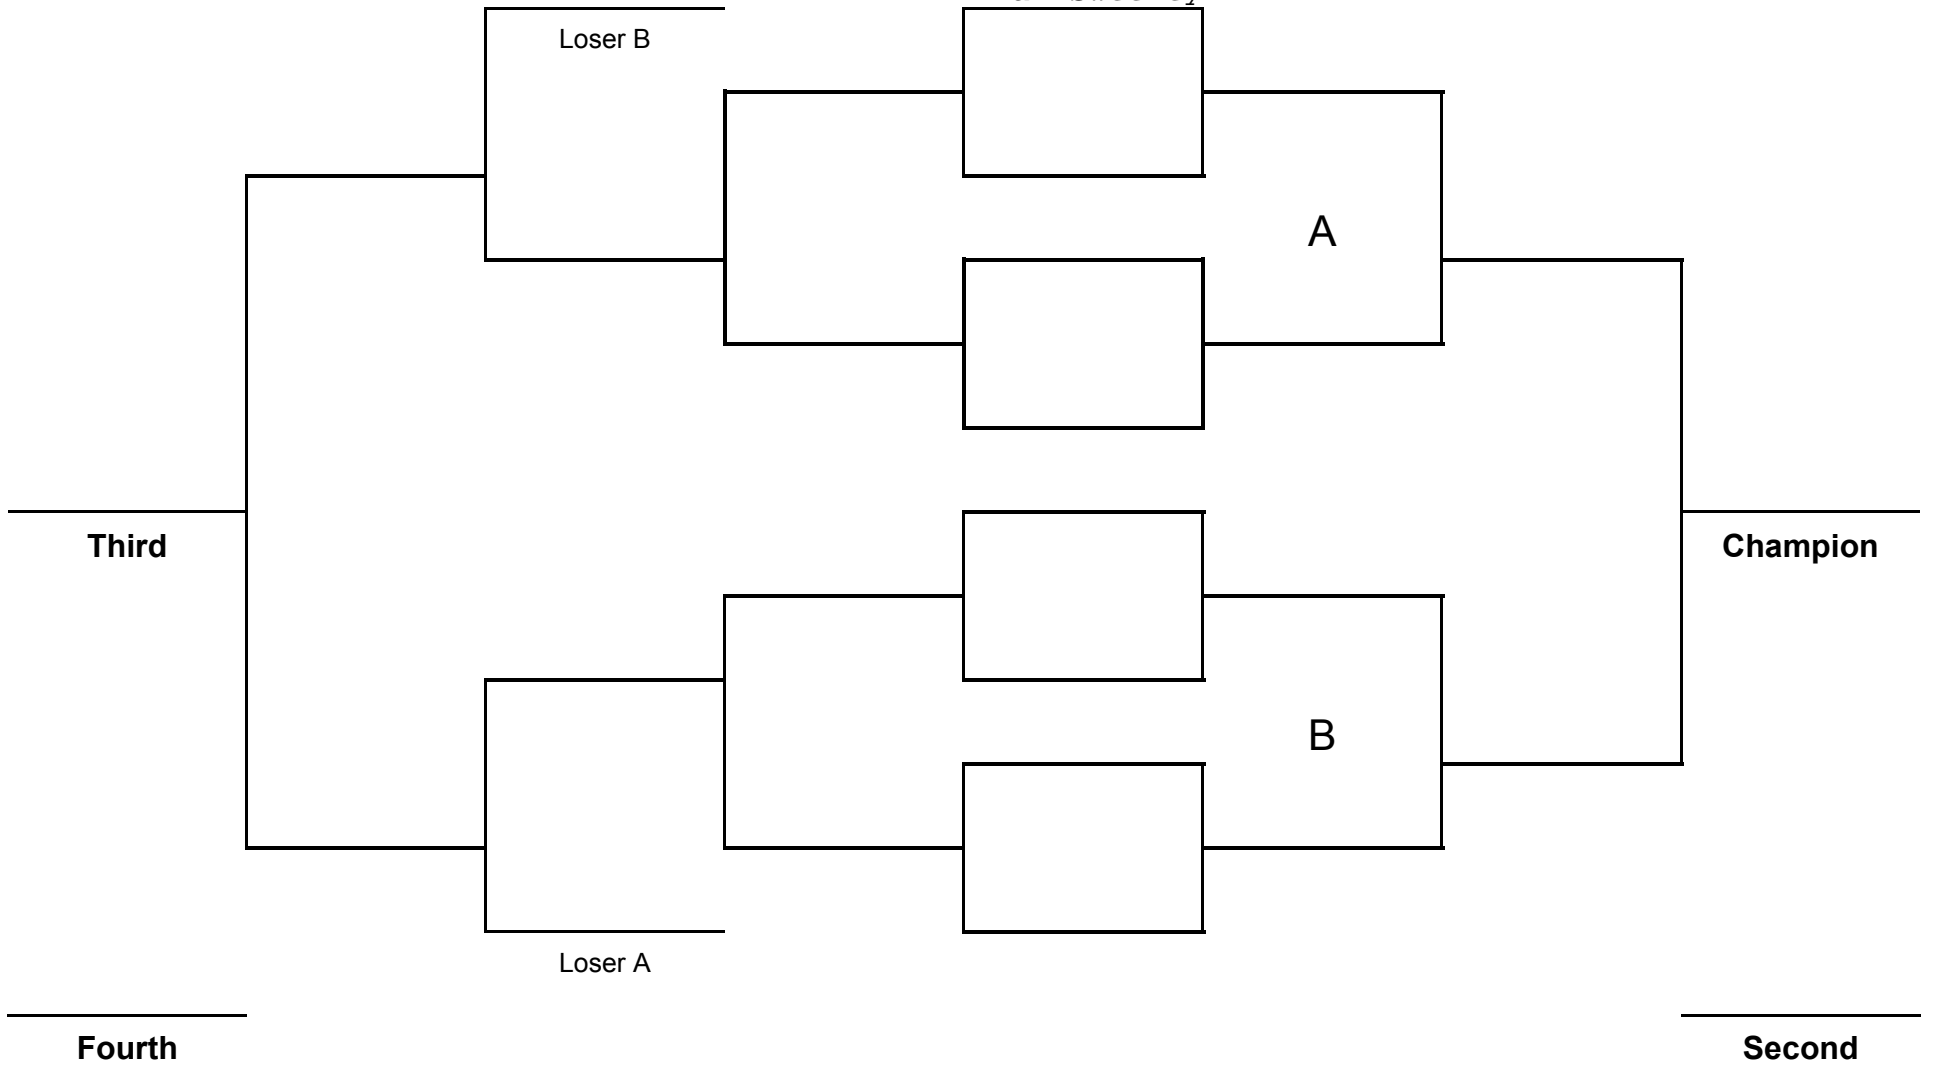 Loser B
A
Third
Champion
B
Loser A
Fourth
Second